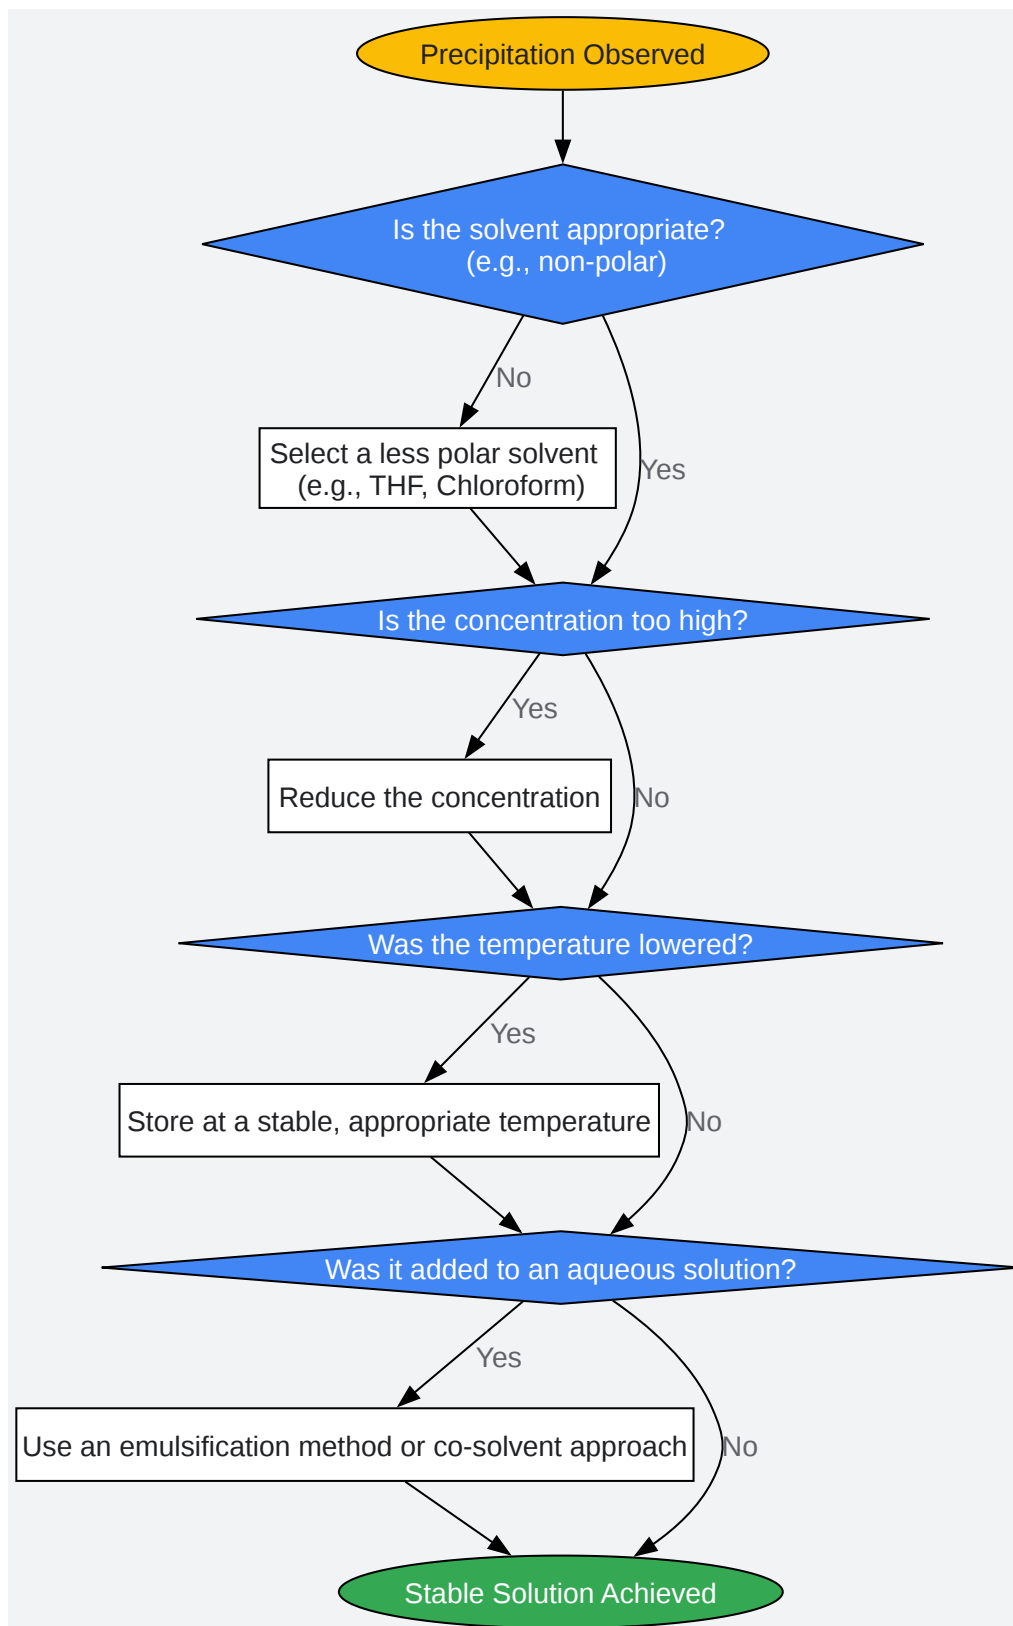 Precipitation Observed
Is the solvent appropriate?
(e.g., non-polar)
No
Select a less polar solvent
(e.g., THF, Chloroform)
Yes
Is the concentration too high?
Yes
Reduce the concentration
No
Was the temperature lowered?
Yes
Store at a stable, appropriate temperature
No
Was it added to an aqueous solution?
Yes
Use an emulsification method or co-solvent approach
No
Stable Solution Achieved